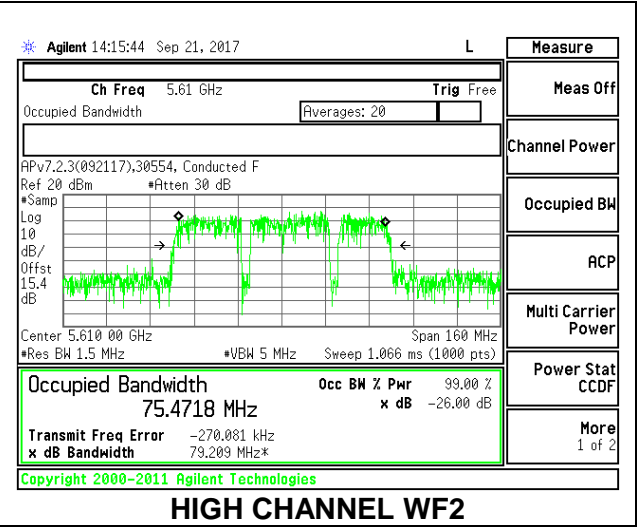 Agilent 14:15:44 Sep 21, 2017 L Measure
Ch Freq 5.61 GHz Trig Free
Meas Off
Occupied Bandwidth Averages: 20
Channel Power
APv7.2.3(092117),30554, Conducted F
Ref 20 dBm #Atten 30 dB
#Samp
Log
10
dB/
Offst
15.4
dB
Occupied BW
ACP
Multi Carrier
Power
Center 5.610 00 GHz Span 160 MHz
#Res BW 1.5 MHz #VBW 5 MHz Sweep 1.066 ms (1000 pts)
Power Stat
CCDF
Occupied Bandwidth Occ BW % Pwr 99.00 %
75.4718 MHz x dB -26.00 dB
Transmit Freq Error -270.081 kHz
x dB Bandwidth 79.209 MHz*
More
1 of 2
Copyright 2000-2011 Agilent Technologies
HIGH CHANNEL WF2